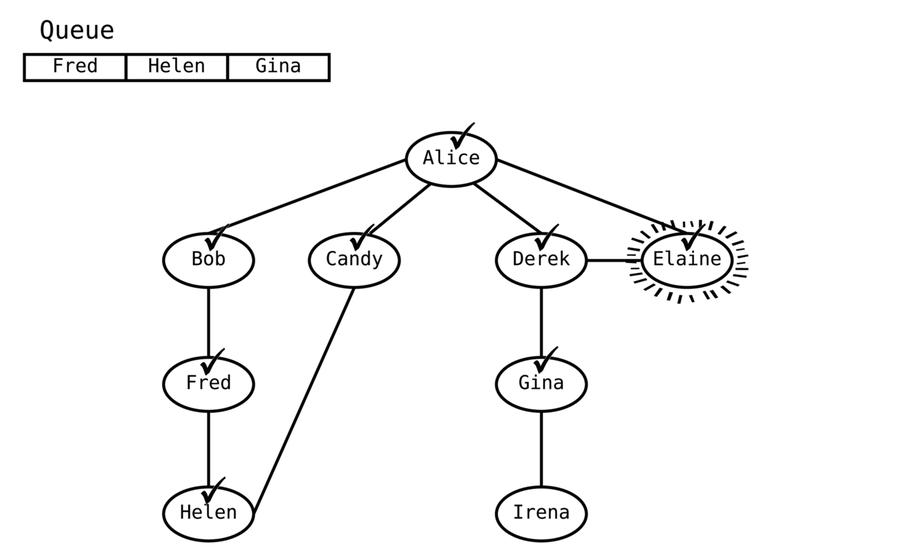 Queue
Fred Helen Gina
Alice
Bob Candy Derek Elaine
Fred Gina
Helen Irena